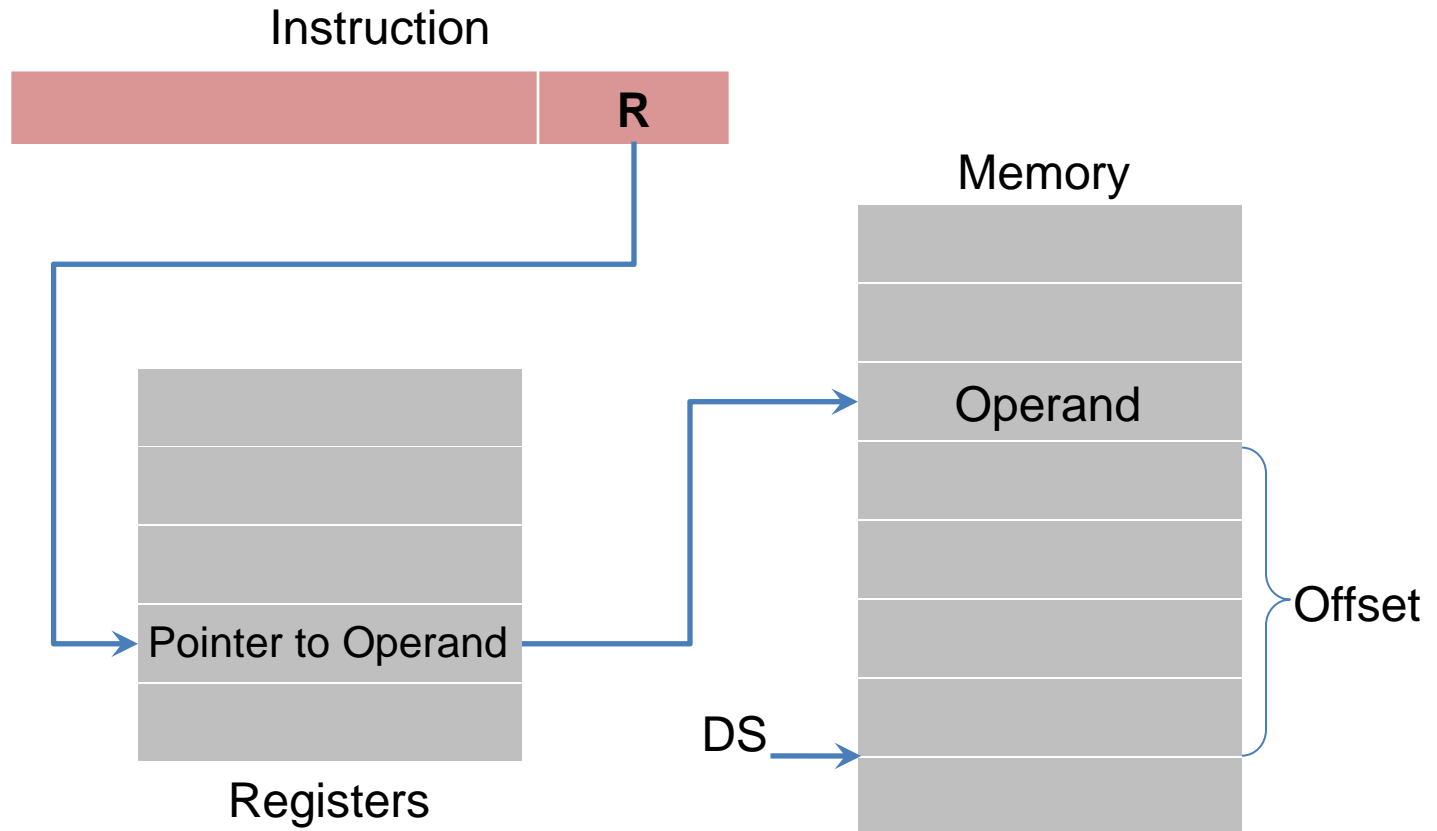 Instruction
R
Memory
Operand
Pointer to Operand
Offset
DS
Registers